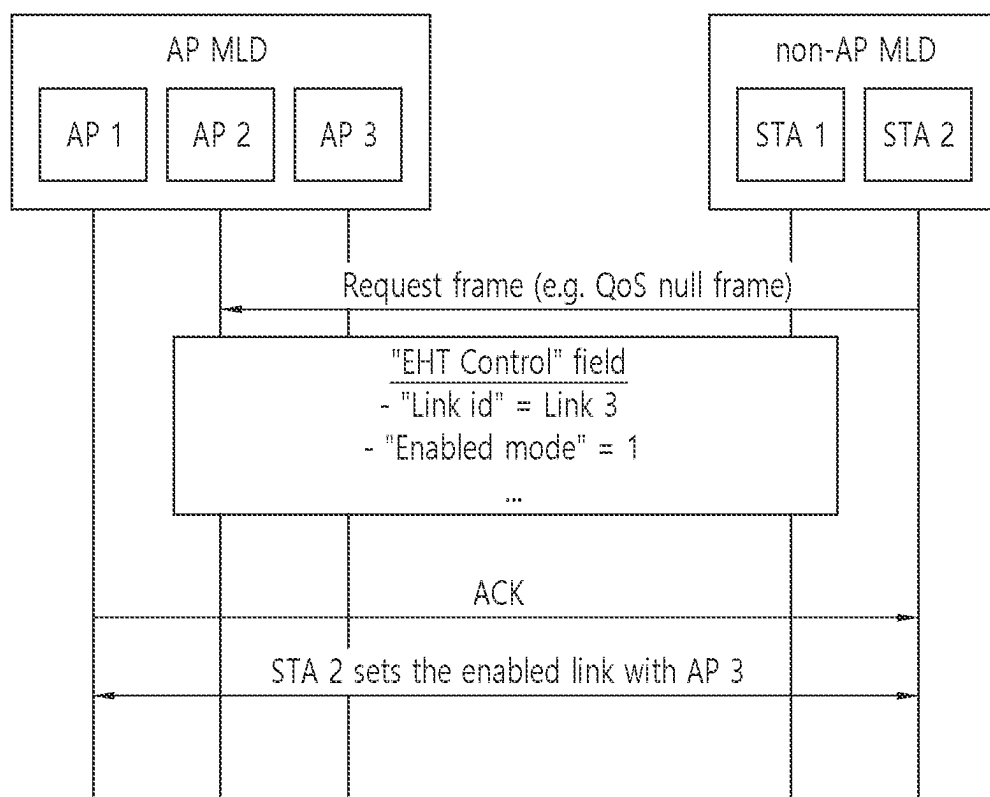 AP MLD
non-AP MLD
AP 1
AP 2
AP 3
STA 1
STA 2
Request frame (e.g. QoS null frame)
"EHT Control" field
- "Link id" = Link 3
- "Enabled mode" = 1
...
ACK
STA 2 sets the enabled link with AP 3